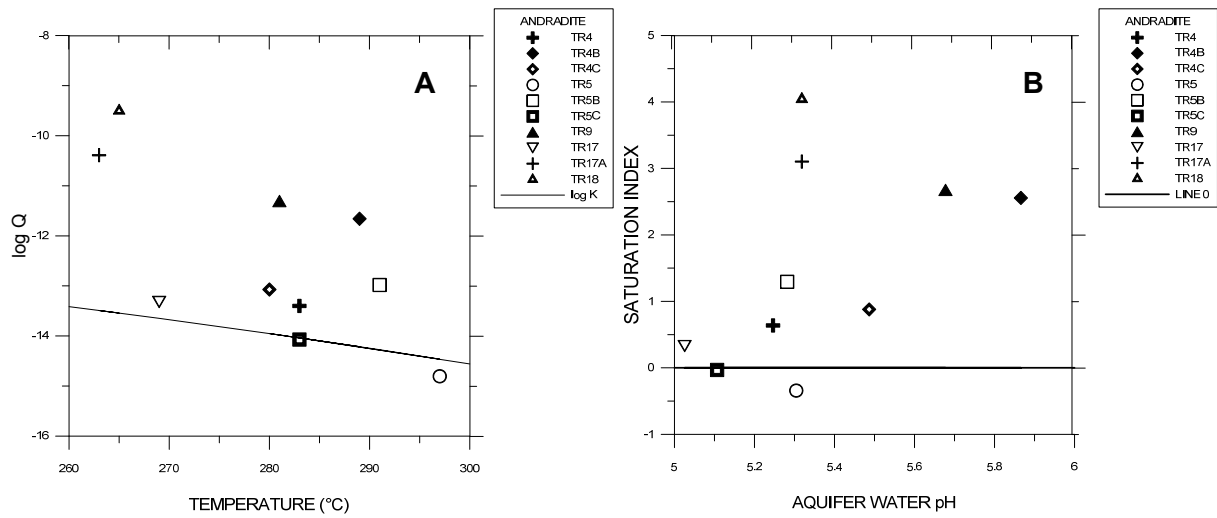 -8
-10
-12
-14
-16
log Q
260
270
280
290
300
TEMPERATURE (°C)
A
ANDRADITE
TR4
TR4B
TR4C
TR5
TR5B
TR5C
TR9
TR17
TR17A
TR18
log K
5
4
3
2
1
0
-1
SATURATION INDEX
5
5.2
5.4
5.6
5.8
6
AQUIFER WATER pH
B
ANDRADITE
TR4
TR4B
TR4C
TR5
TR5B
TR5C
TR9
TR17
TR17A
TR18
LINE 0